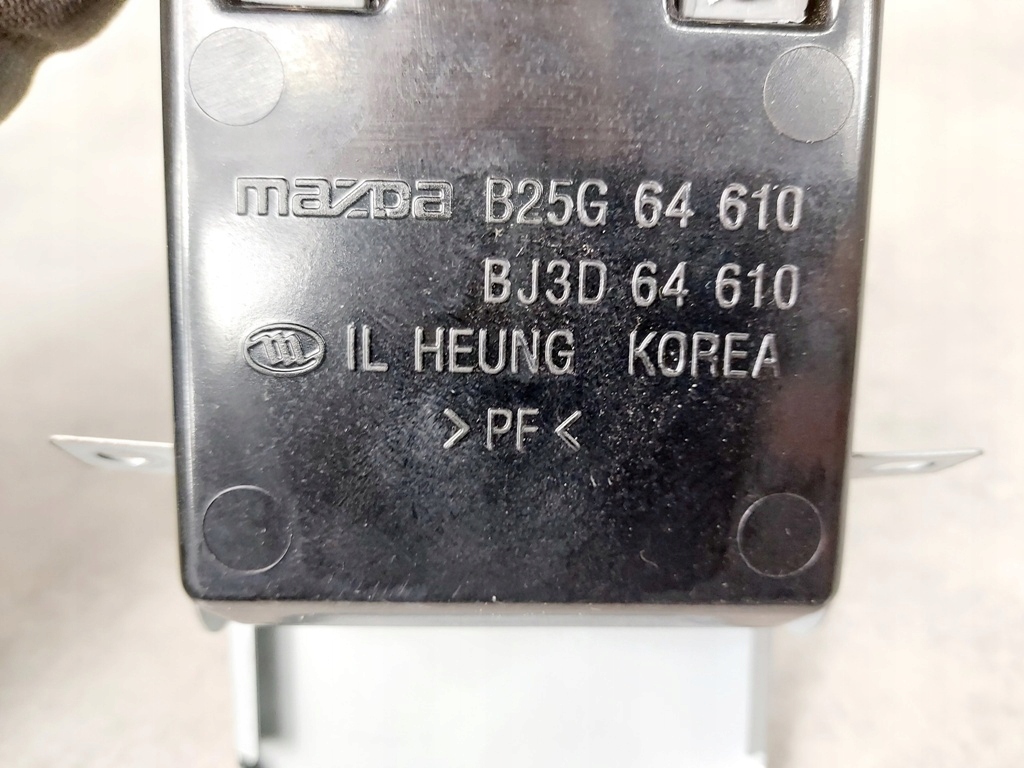 mazda B25G 64 610
BJ3D 64 610
IL HEUNG KOREA
>PF<